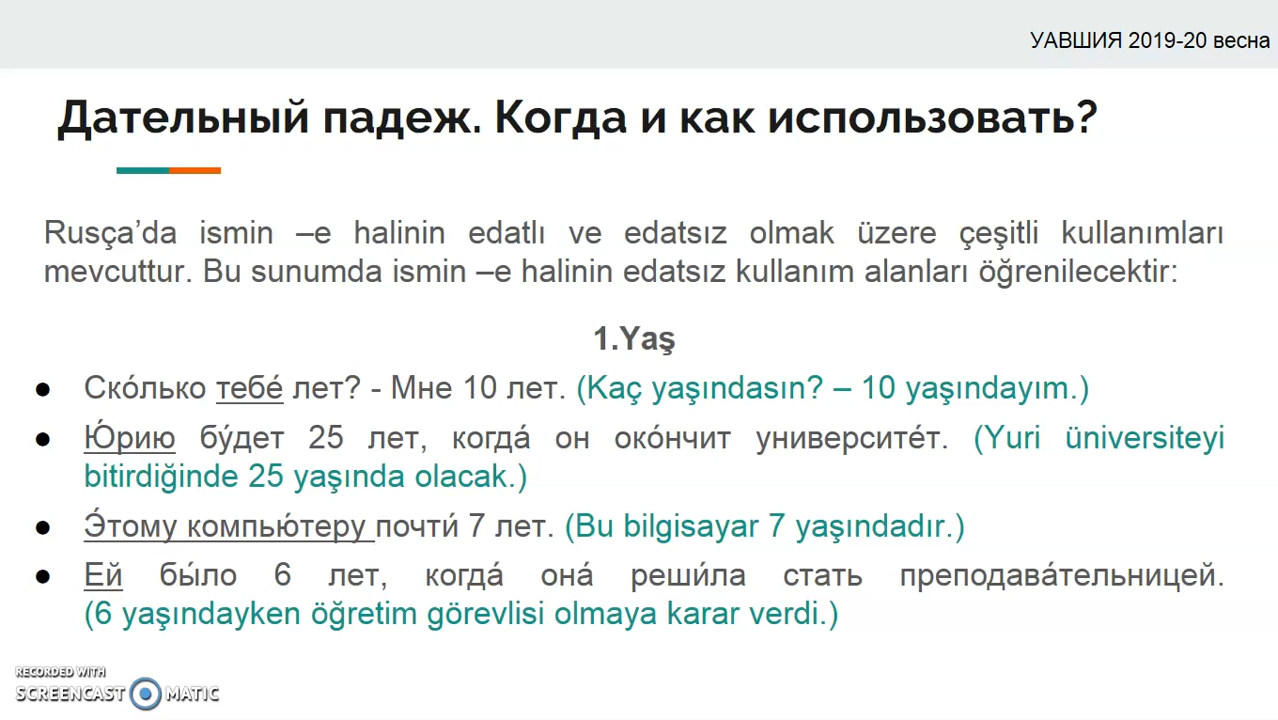 УАВШИЯ 2019-20 весна
Дательный падеж. Когда и как использовать?
Rusça’da ismin –e halinin edatlı ve edatsız olmak üzere çeşitli kullanımları
mevcuttur. Bu sunumda ismin –e halinin edatsız kullanım alanları öğrenilecektir:
1.Yaş
● Ско́лько тебе́ лет? - Мне 10 лет. (Kaç yaşındasın? – 10 yaşındayım.)
● Ю́рию бу́дет 25 лет, когда́ он око́нчит университе́т. (Yuri üniversiteyi
bitirdiğinde 25 yaşında olacak.)
● Э́тому компью́теру почти́ 7 лет. (Bu bilgisayar 7 yaşındadır.)
● Ей бы́ло 6 лет, когда́ она́ реши́ла стать преподава́тельницей.
(6 yaşındayken öğretim görevlisi olmaya karar verdi.)
RECORDED WITH
SCREENCAST MATIC